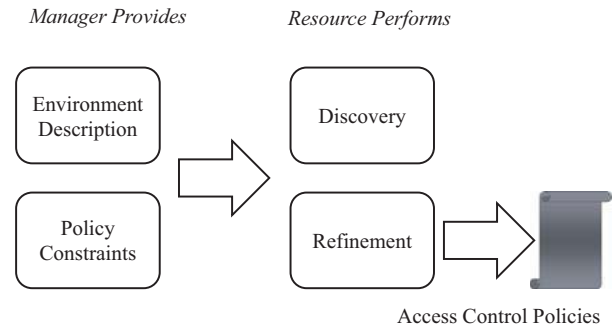 Manager Provides
Resource Performs
Environment
Description
Discovery
Policy
Constraints
Refinement
Access Control Policies